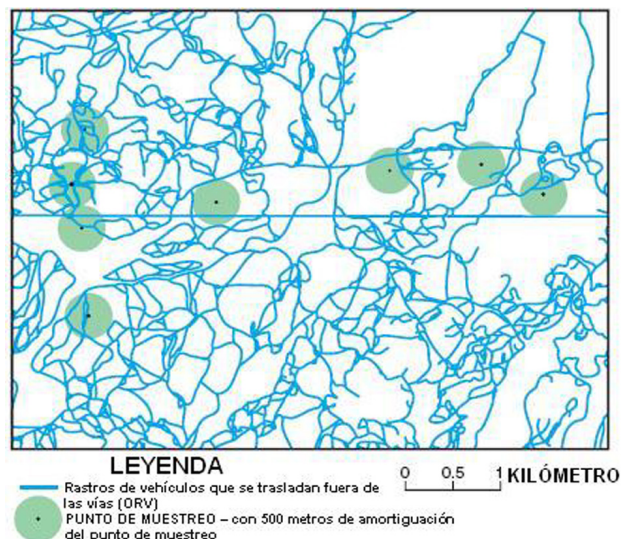 LEYENDA
Rastros de vehículos que se trasladan fuera de
las vías (ORV)
PUNTO DE MUESTREO – con 500 metros de amortiguación
del punto de muestreo
0 0.5 1 KILÓMETRO